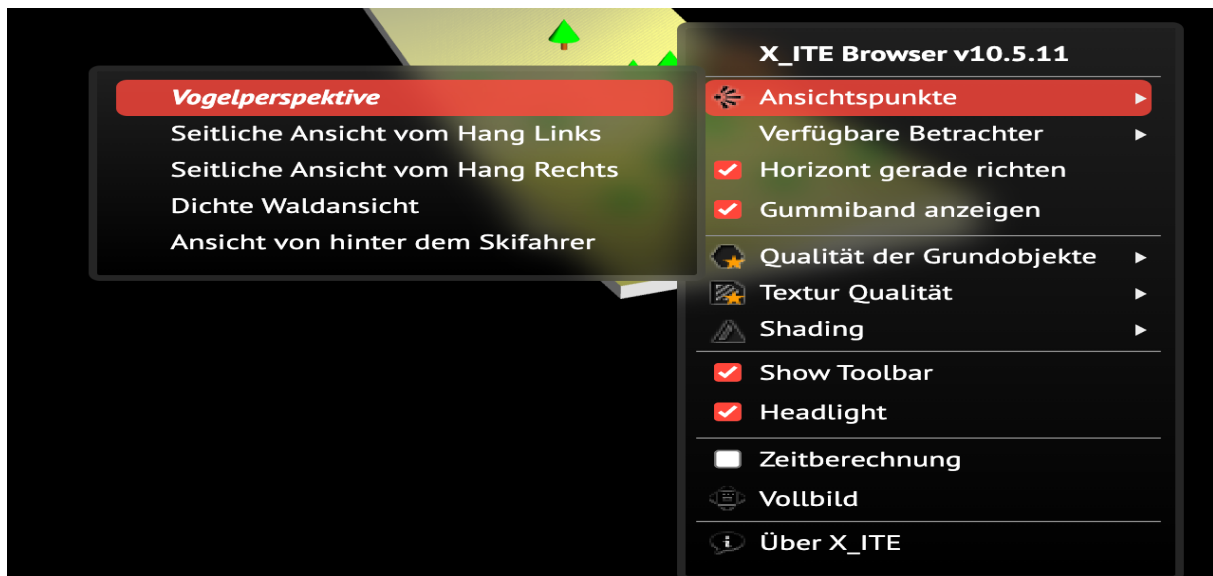 X_ITE Browser v10.5.11
Ansichtspunkte
Verfügbare Betrachter
Horizont gerade richten
Gummiband anzeigen
Qualität der Grundobjekte
Textur Qualität
Shading
Show Toolbar
Headlight
Zeitberechnung
Vollbild
Über X_ITE
Vogelperspektive
Seitliche Ansicht vom Hang Links
Seitliche Ansicht vom Hang Rechts
Dichte Waldansicht
Ansicht von hinter dem Skifahrer